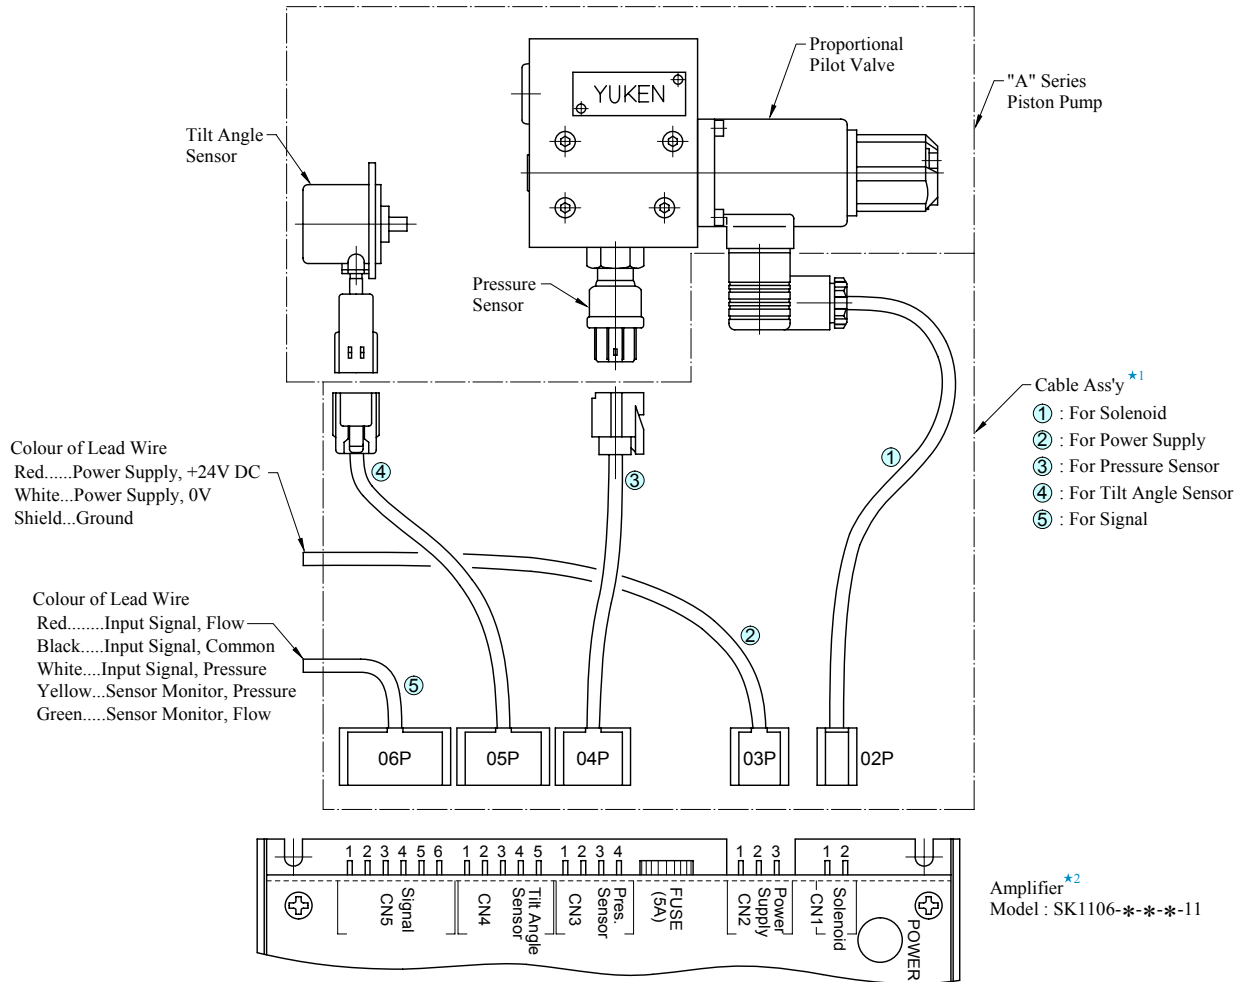 Proportional
Pilot Valve
"A" Series
Piston Pump
YUKEN
Tilt Angle
Sensor
Pressure
Sensor
Cable Ass'y ★1
① : For Solenoid
② : For Power Supply
③ : For Pressure Sensor
④ : For Tilt Angle Sensor
⑤ : For Signal
Colour of Lead Wire
Red......Power Supply, +24V DC
White...Power Supply, 0V
Shield...Ground
④
③
①
Colour of Lead Wire
Red........Input Signal, Flow
Black.....Input Signal, Common
White....Input Signal, Pressure
Yellow...Sensor Monitor, Pressure
Green.....Sensor Monitor, Flow
②
⑤
06P
05P
04P
03P
02P
1 2 3 4 5 6
1 2 3 4 5
1 2 3 4
1 2 3
1 2
Signal
CN5
Tilt Angle
Sensor
CN4
Pres.
Sensor
CN3
FUSE
(5A)
Power
Supply
CN2
Solenoid
CN1
POWER
Amplifier ★2
Model : SK1106-*-*-*-11